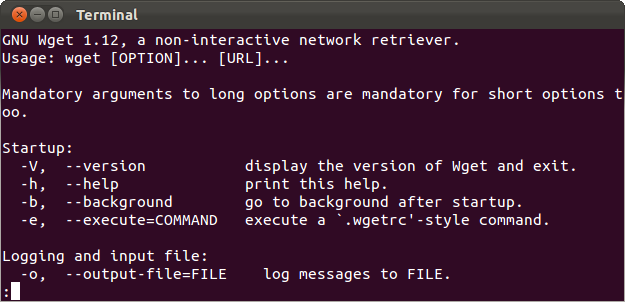 Terminal
GNU Wget 1.12, a non-interactive network retriever.
Usage: wget [OPTION]... [URL]...

Mandatory arguments to long options are mandatory for short options t
oo.

Startup:
  -V,  --version           display the version of Wget and exit.
  -h,  --help              print this help.
  -b,  --background        go to background after startup.
  -e,  --execute=COMMAND   execute a `.wgetrc'-style command.

Logging and input file:
  -o,  --output-file=FILE    log messages to FILE.
: